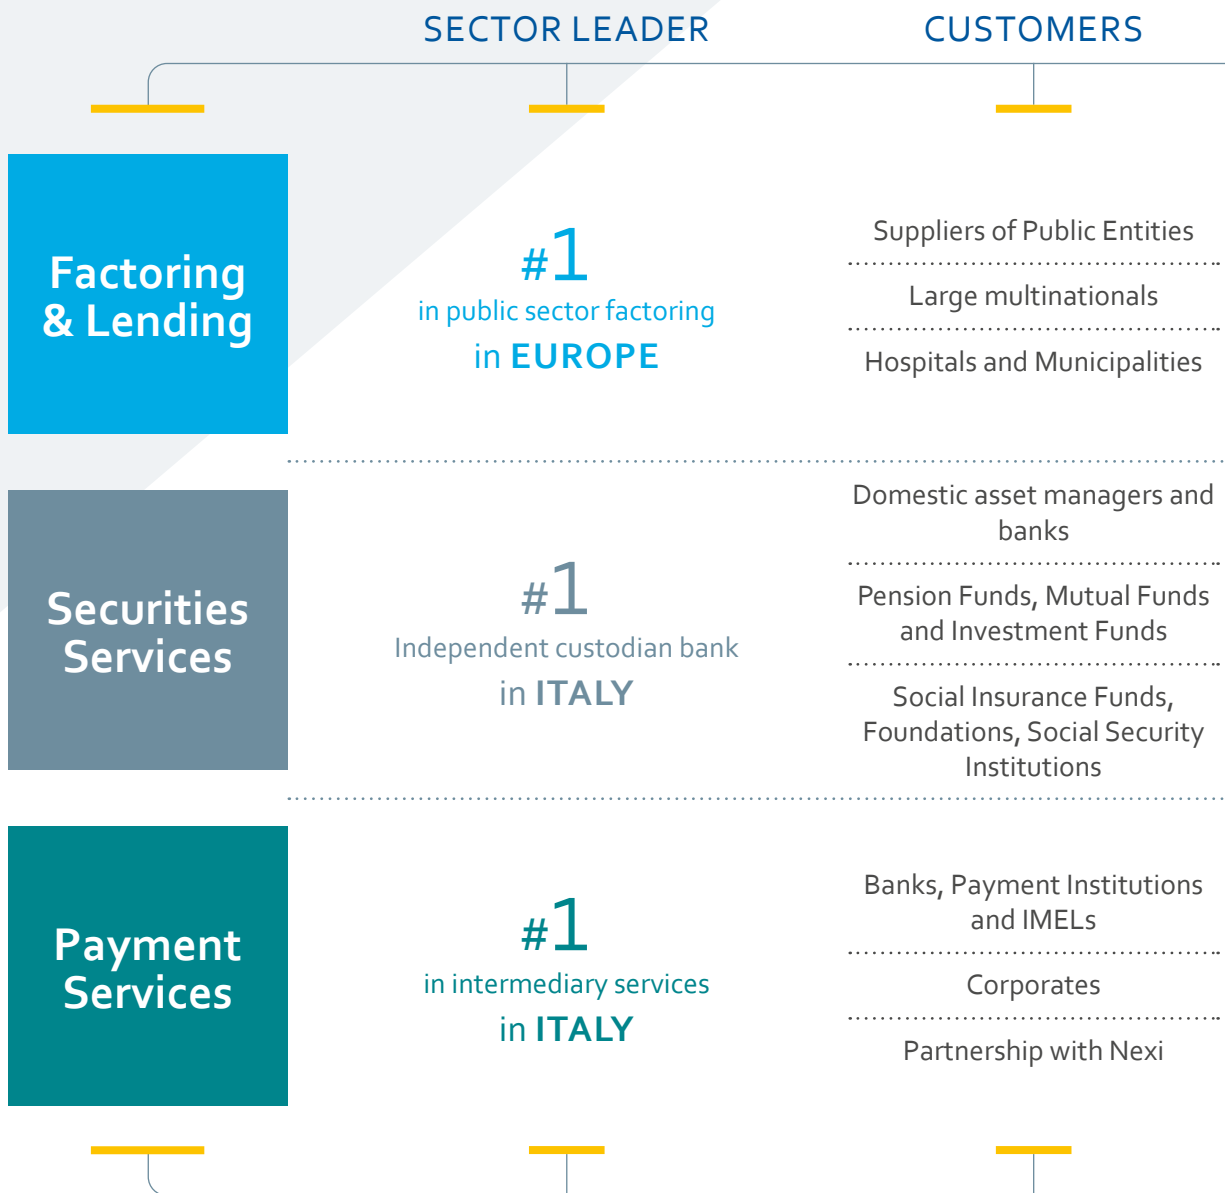 SECTOR LEADER
CUSTOMERS
Factoring
& Lending
#1
in public sector factoring
in EUROPE
Suppliers of Public Entities
Large multinationals
Hospitals and Municipalities
Securities
Services
#1
Independent custodian bank
in ITALY
Domestic asset managers and
banks
Pension Funds, Mutual Funds
and Investment Funds
Social Insurance Funds,
Foundations, Social Security
Institutions
Payment
Services
#1
in intermediary services
in ITALY
Banks, Payment Institutions
and IMELs
Corporates
Partnership with Nexi